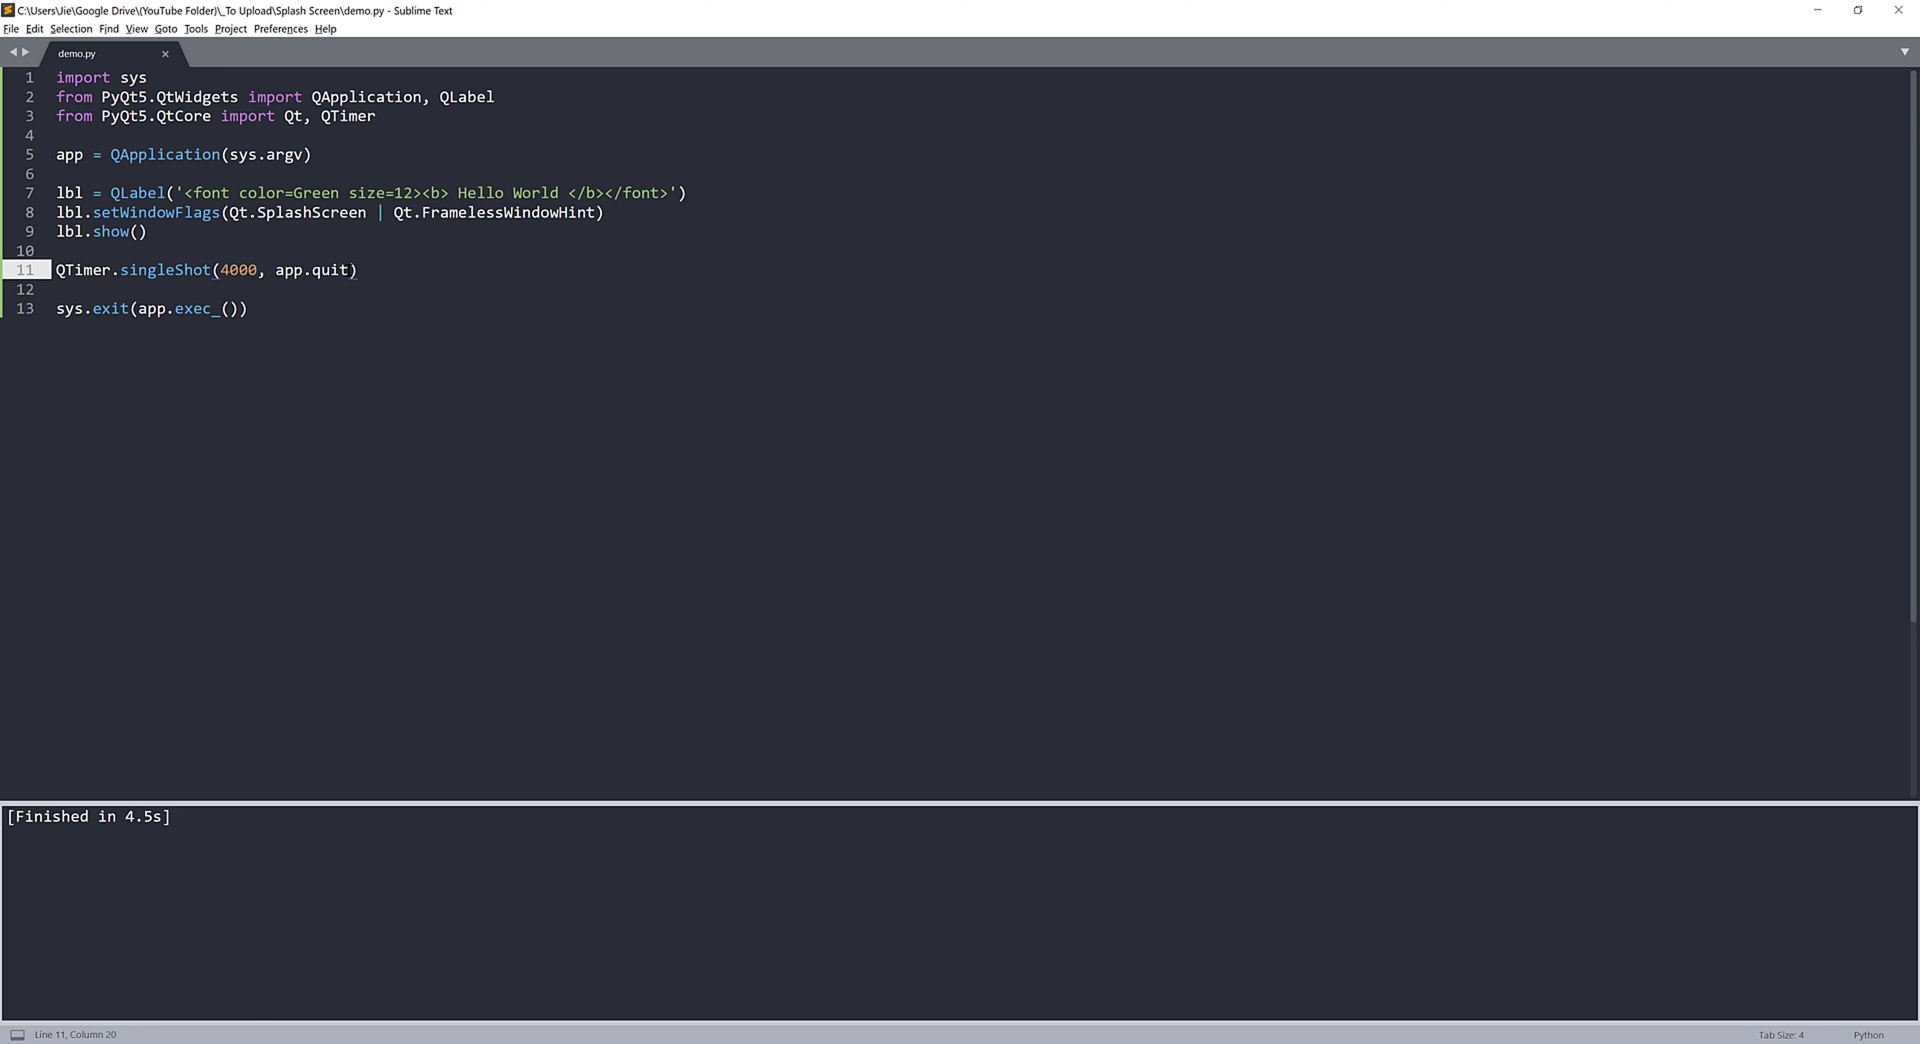 C:\Users\Jie\Google Drive\(YouTube Folder)\_To Upload\Splash Screen\demo.py - Sublime Text
File Edit Selection Find View Goto Tools Project Preferences Help
demo.py
1 import sys
2 from PyQt5.QtWidgets import QApplication, QLabel
3 from PyQt5.QtCore import Qt, QTimer
4
5 app = QApplication(sys.argv)
6
7 lbl = QLabel('<font color=Green size=12><b> Hello World </b></font>')
8 lbl.setWindowFlags(Qt.SplashScreen | Qt.FramelessWindowHint)
9 lbl.show()
10
11 QTimer.singleShot(4000, app.quit)
12
13 sys.exit(app.exec_())
[Finished in 4.5s]
Line 11, Column 20
Tab Size: 4
Python